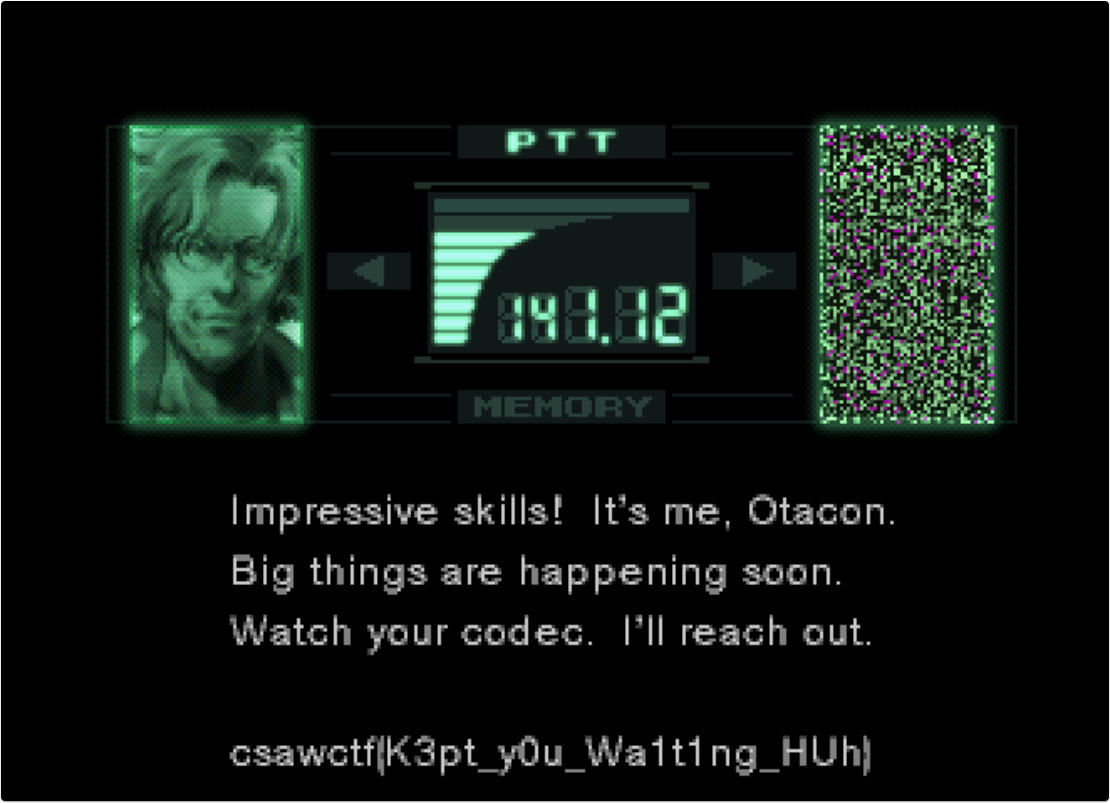 PTT
141.12
MEMORY
Impressive skills!  It's me, Otacon.
Big things are happening soon.
Watch your codec.  I'll reach out.
csawctf{K3pt_y0u_Wa1t1ng_HUh}